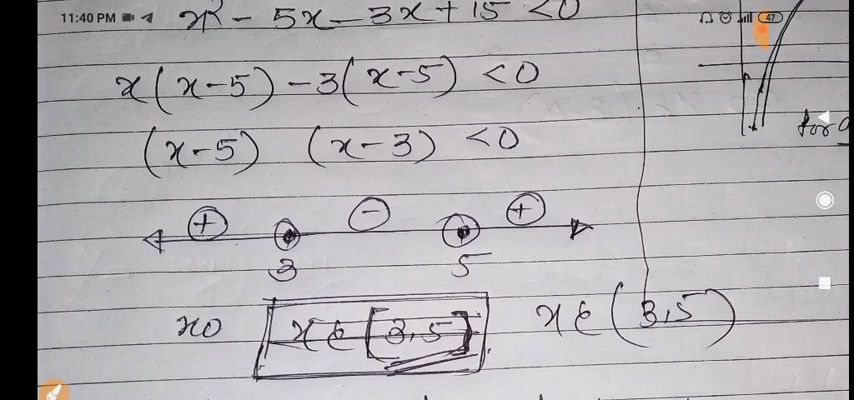 11:40 PM
47
x² - 5x - 3x + 15 < 0
x(x-5) - 3(x-5) < 0
(x-5) (x-3) < 0
+ - +
3 5
x ∈ [3,5] x ∈ (3,5)